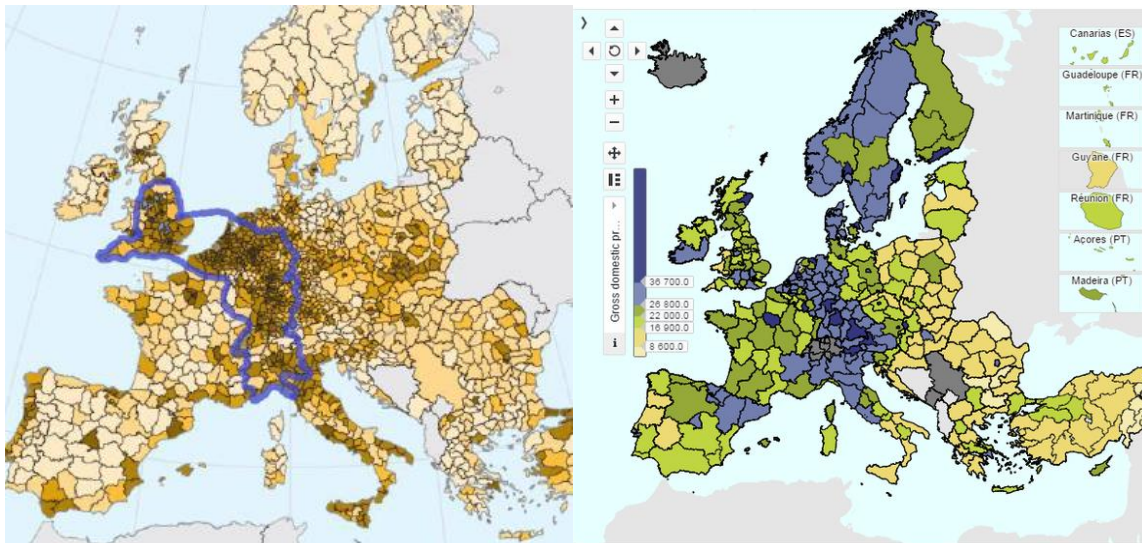 Canarias (ES)
Guadeloupe (FR)
Martinique (FR)
Guyane (FR)
Réunion (FR)
Açores (PT)
Madeira (PT)
Gross domestic pr...
36 700.0
26 800.0
22 000.0
16 900.0
8 600.0
i